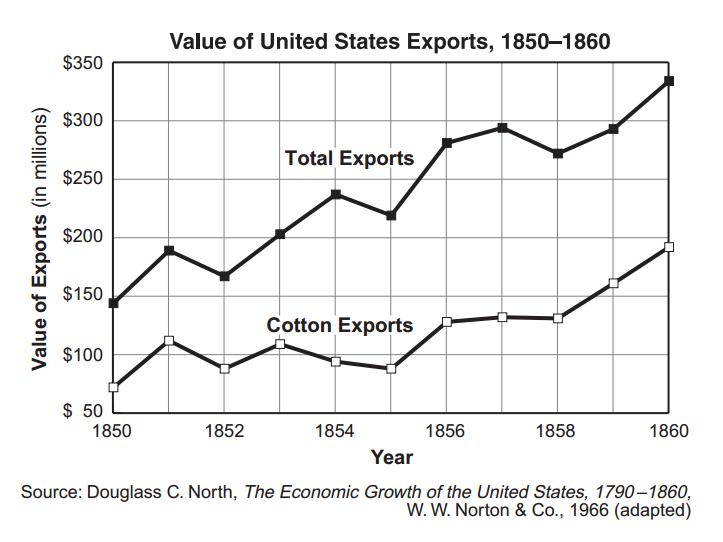 Value of United States Exports, 1850–1860
Value of Exports (in millions)
$350
$300
$250
$200
$150
$100
$ 50
Total Exports
Cotton Exports
1850 1852 1854 1856 1858 1860
Year
Source: Douglass C. North, The Economic Growth of the United States, 1790–1860,
W. W. Norton & Co., 1966 (adapted)